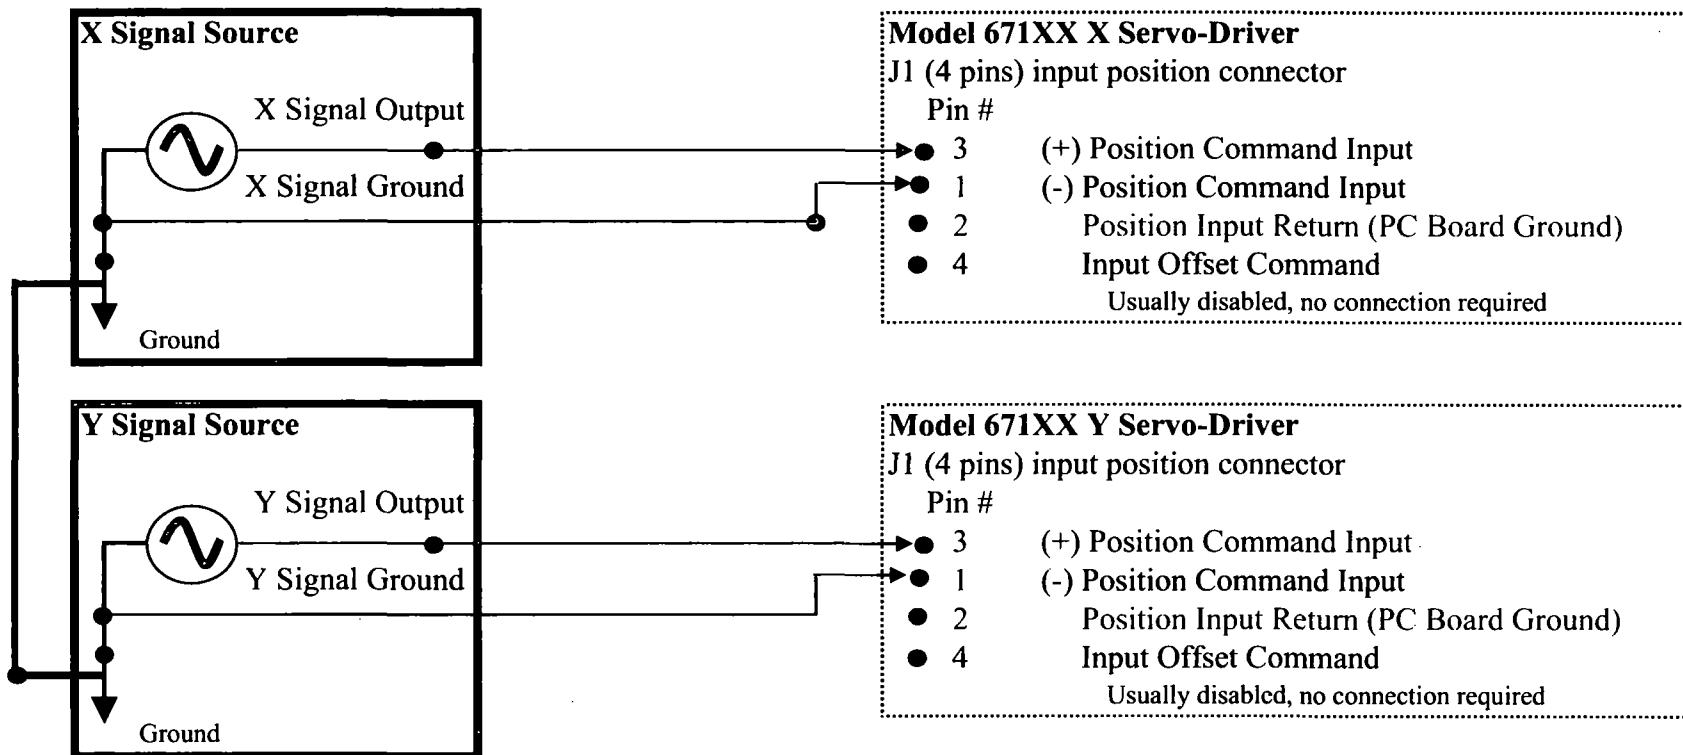 X Signal Source
X Signal Output
X Signal Ground
Ground
Model 671XX X Servo-Driver
J1 (4 pins) input position connector
Pin #
3 (+) Position Command Input
1 (-) Position Command Input
2 Position Input Return (PC Board Ground)
4 Input Offset Command
Usually disabled, no connection required
Y Signal Source
Y Signal Output
Y Signal Ground
Ground
Model 671XX Y Servo-Driver
J1 (4 pins) input position connector
Pin #
3 (+) Position Command Input
1 (-) Position Command Input
2 Position Input Return (PC Board Ground)
4 Input Offset Command
Usually disabled, no connection required